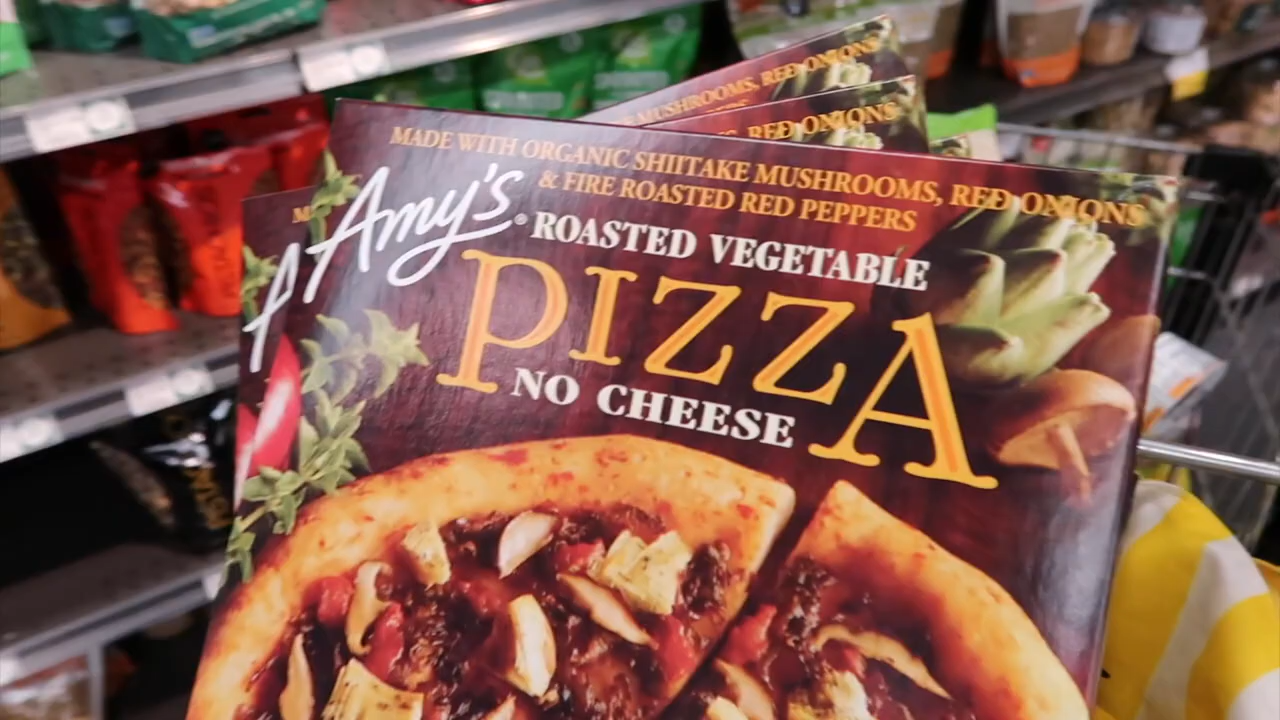 MUSHROOMS, RED ONIONS
RED ONIONS
MADE WITH ORGANIC SHIITAKE MUSHROOMS, RED ONIONS
& FIRE ROASTED RED PEPPERS
Amy's®
ROASTED VEGETABLE
PIZZA
NO CHEESE